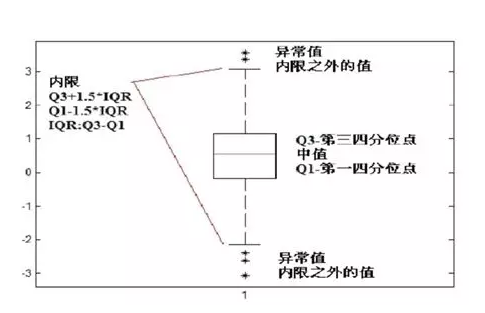 异常值
内限之外的值
内限
Q3+1.5*IQR
Q1-1.5*IQR
IQR:Q3-Q1
Q3-第三四分位点
中值
Q1-第一四分位点
异常值
内限之外的值
3
2
1
0
-1
-2
-3
1